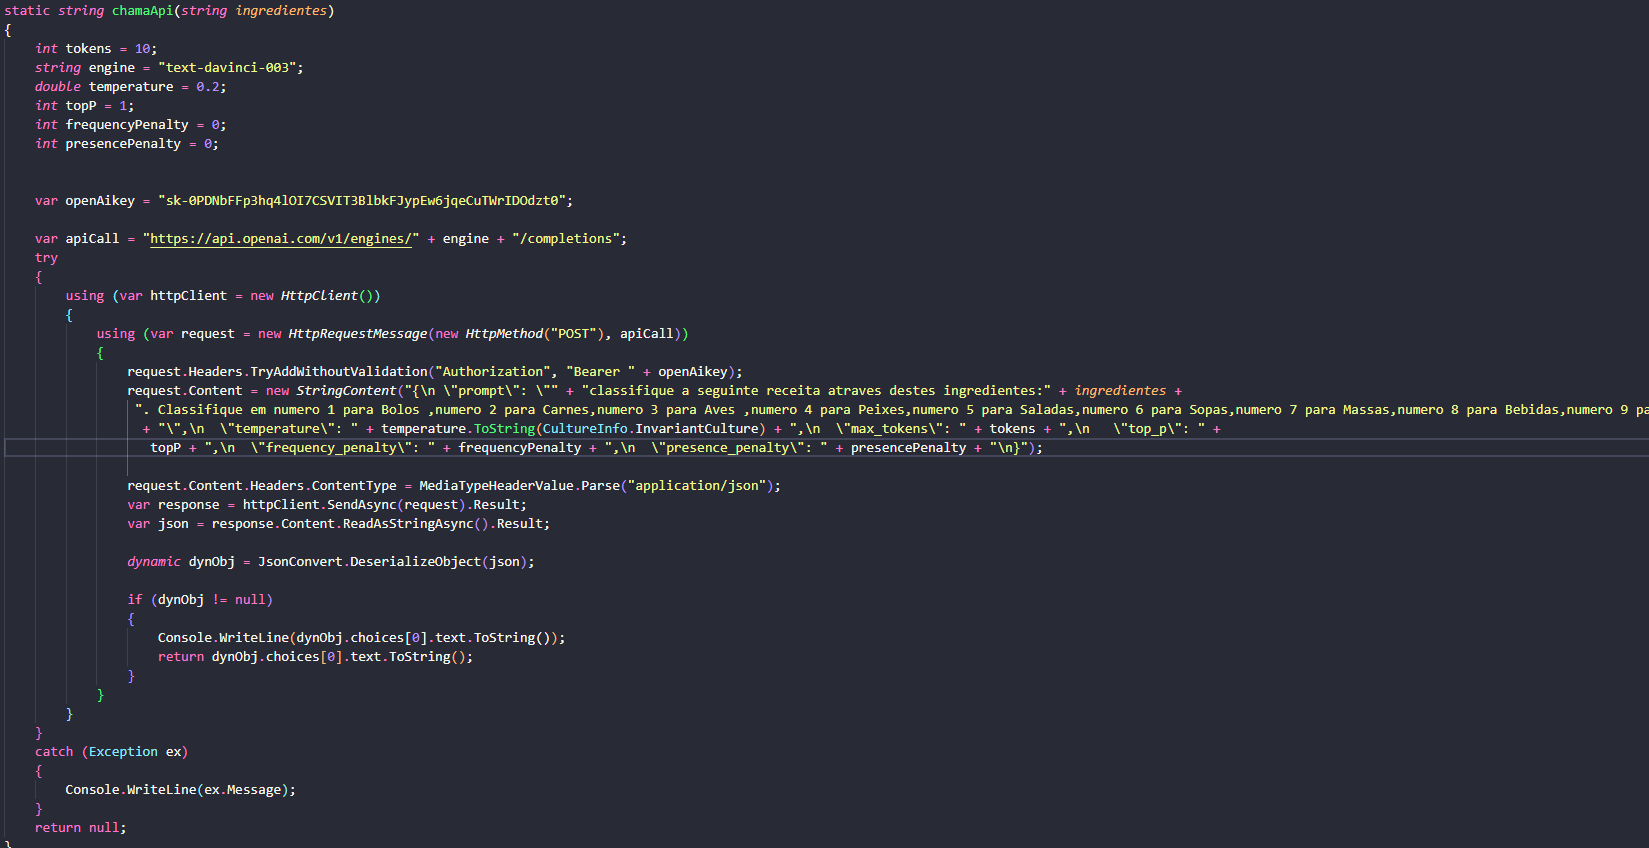 static string chamaApi(string ingredientes)
{
int tokens = 10;
string engine = "text-davinci-003";
double temperature = 0.2;
int topP = 1;
int frequencyPenalty = 0;
int presencePenalty = 0;
var openAikey = "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";
var apiCall = "https://api.openai.com/v1/engines/" + engine + "/completions";
try
{
using (var httpClient = new HttpClient())
{
using (var request = new HttpRequestMessage(new HttpMethod("POST"), apiCall))
{
request.Headers.TryAddWithoutValidation("Authorization", "Bearer " + openAikey);
request.Content = new StringContent("{\n \"prompt\": \"" + "classifique a seguinte receita atraves destes ingredientes:" + ingredientes +
". Classifique em numero 1 para Bolos ,numero 2 para Carnes,numero 3 para Aves ,numero 4 para Peixes,numero 5 para Saladas,numero 6 para Sopas,numero 7 para Massas,numero 8 para Bebidas,numero 9 pa
+ "\",\n  \"temperature\": " + temperature.ToString(CultureInfo.InvariantCulture) + ",\n  \"max_tokens\": " + tokens + ",\n   \"top_p\": " +
topP + ",\n  \"frequency_penalty\": " + frequencyPenalty + ",\n  \"presence_penalty\": " + presencePenalty + "\n}");
request.Content.Headers.ContentType = MediaTypeHeaderValue.Parse("application/json");
var response = httpClient.SendAsync(request).Result;
var json = response.Content.ReadAsStringAsync().Result;
dynamic dynObj = JsonConvert.DeserializeObject(json);
if (dynObj != null)
{
Console.WriteLine(dynObj.choices[0].text.ToString());
return dynObj.choices[0].text.ToString();
}
}
}
}
catch (Exception ex)
{
Console.WriteLine(ex.Message);
}
return null;
}